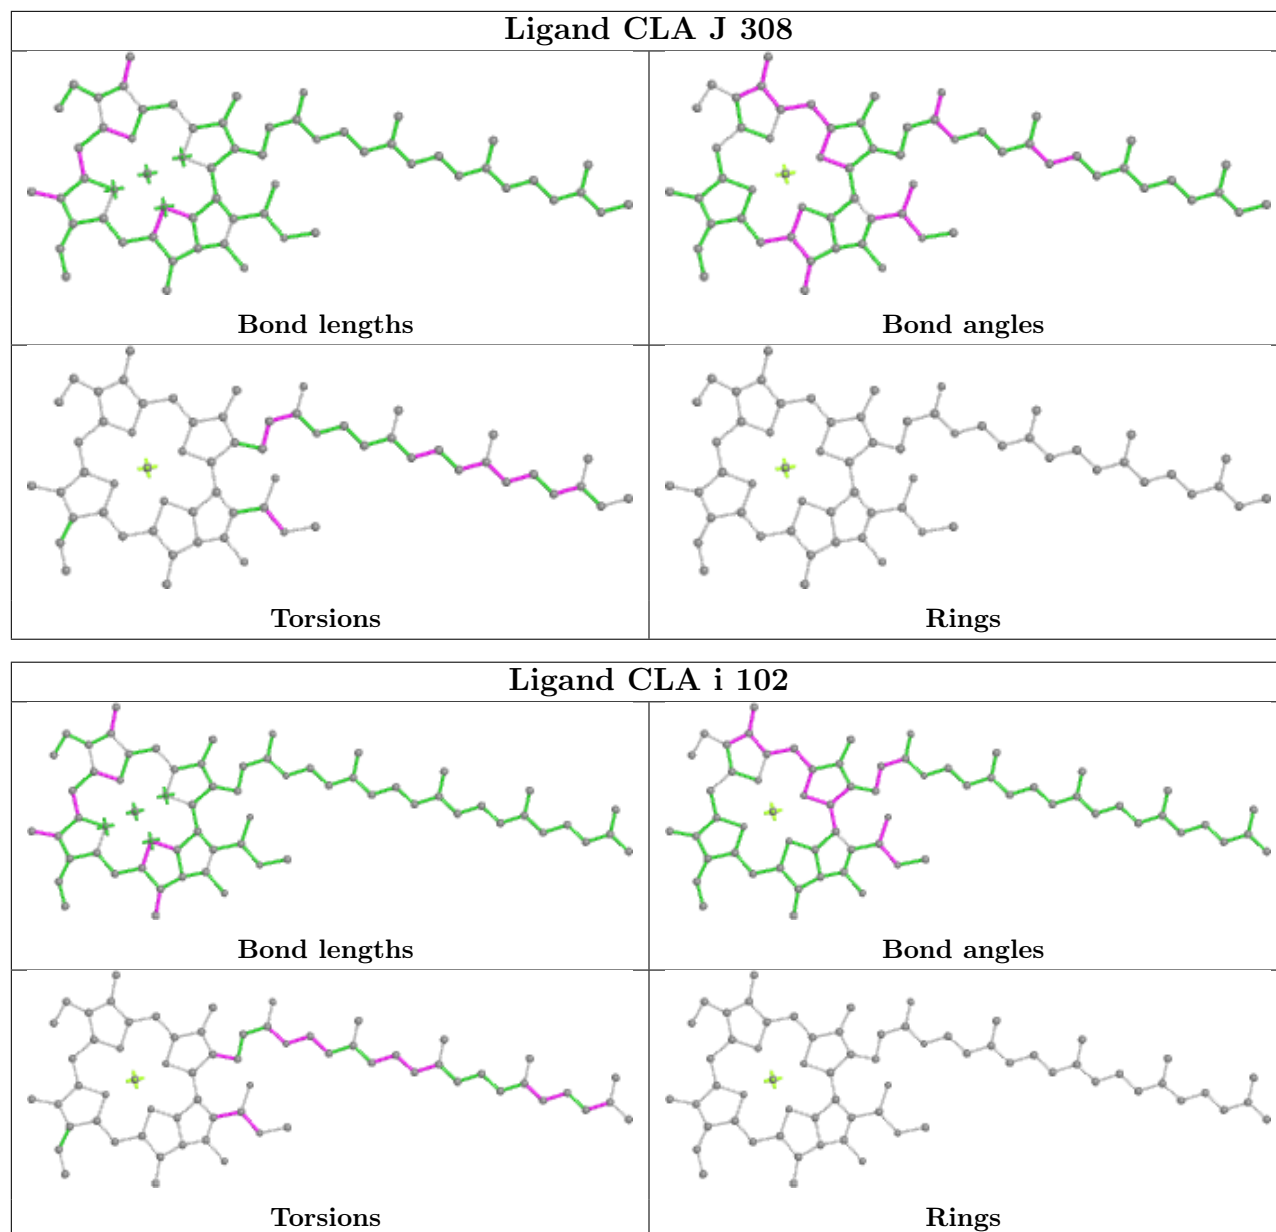 Ligand CLA J 308
Bond lengths
Bond angles
Torsions
Rings
Ligand CLA i 102
Bond lengths
Bond angles
Torsions
Rings